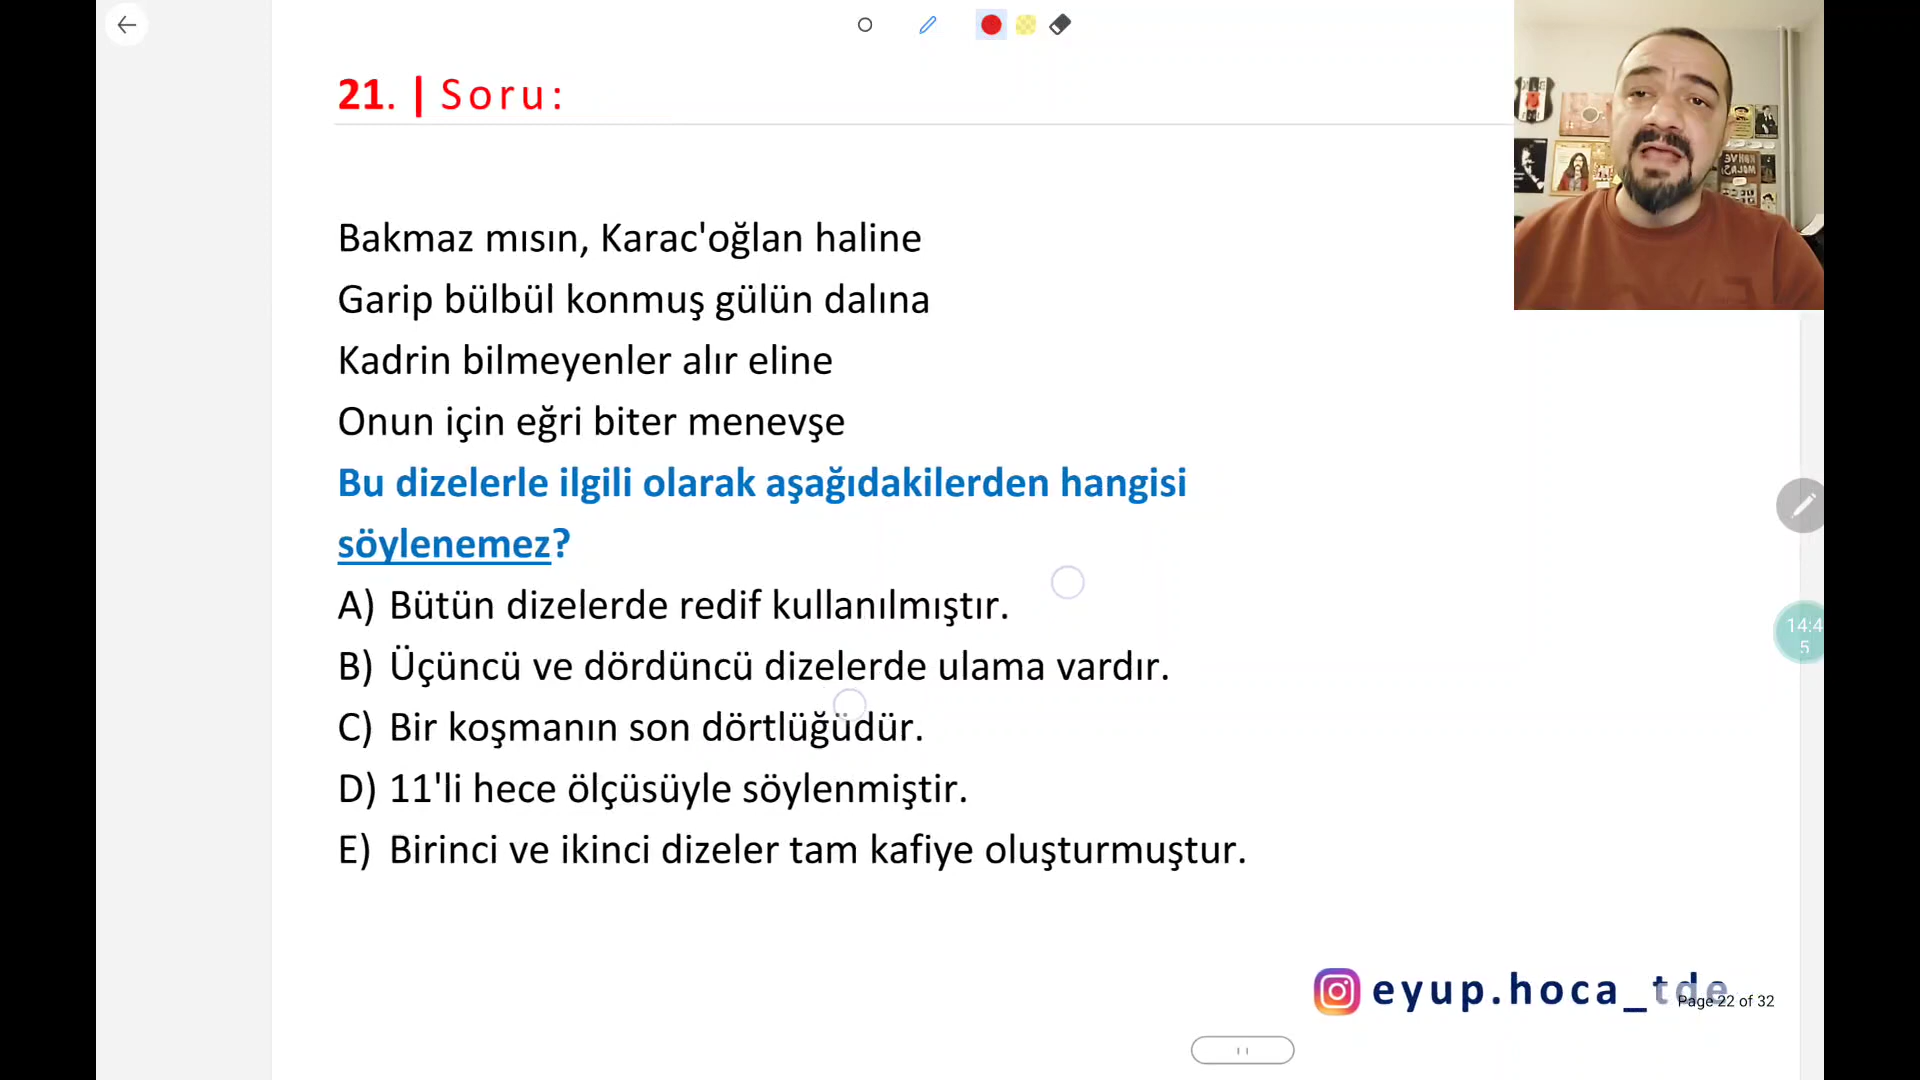 21. | Soru:
Bakmaz mısın, Karac'oğlan haline
Garip bülbül konmuş gülün dalına
Kadrin bilmeyenler alır eline
Onun için eğri biter menevşe
Bu dizelerle ilgili olarak aşağıdakilerden hangisi
söylenemez?
A) Bütün dizelerde redif kullanılmıştır.
B) Üçüncü ve dördüncü dizelerde ulama vardır.
C) Bir koşmanın son dörtlüğüdür.
D) 11'li hece ölçüsüyle söylenmiştir.
E) Birinci ve ikinci dizeler tam kafiye oluşturmuştur.
14:4
5
eyup.hoca_tde
Page 22 of 32